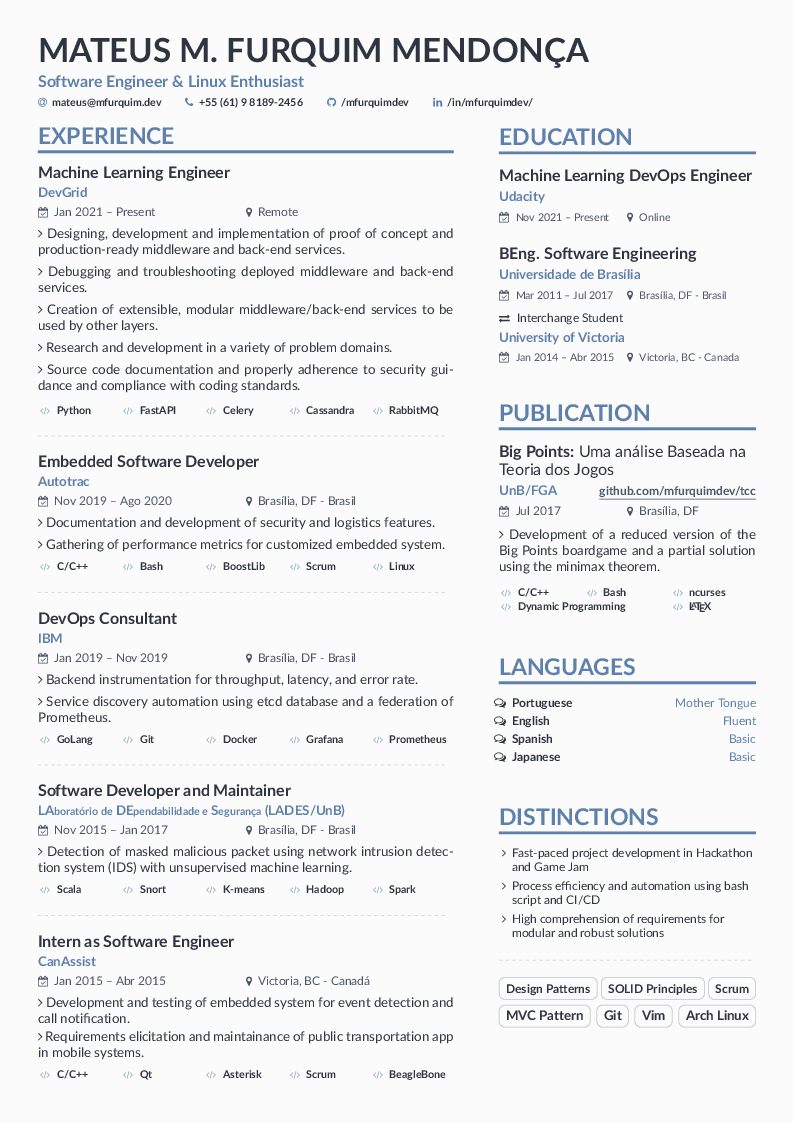 MATEUS M. FURQUIM MENDONÇA
Software Engineer & Linux Enthusiast
mateus@mfurquim.dev +55 (61) 9 8189-2456 /mfurquimdev /in/mfurquimdev/
EXPERIENCE
Machine Learning Engineer
DevGrid
Jan 2021 – Present Remote
› Designing, development and implementation of proof of concept and
production-ready middleware and back-end services.
› Debugging and troubleshooting deployed middleware and back-end
services.
› Creation of extensible, modular middleware/back-end services to be
used by other layers.
› Research and development in a variety of problem domains.
› Source code documentation and properly adherence to security gui-
dance and compliance with coding standards.
Python FastAPI Celery Cassandra RabbitMQ
Embedded Software Developer
Autotrac
Nov 2019 – Ago 2020 Brasília, DF - Brasil
› Documentation and development of security and logistics features.
› Gathering of performance metrics for customized embedded system.
C/C++ Bash BoostLib Scrum Linux
DevOps Consultant
IBM
Jan 2019 – Nov 2019 Brasília, DF - Brasil
› Backend instrumentation for throughput, latency, and error rate.
› Service discovery automation using etcd database and a federation of
Prometheus.
GoLang Git Docker Grafana Prometheus
Software Developer and Maintainer
LAboratório de DEpendabilidade e Segurança (LADES/UnB)
Nov 2015 – Jan 2017 Brasília, DF - Brasil
› Detection of masked malicious packet using network intrusion detec-
tion system (IDS) with unsupervised machine learning.
Scala Snort K-means Hadoop Spark
Intern as Software Engineer
CanAssist
Jan 2015 – Abr 2015 Victoria, BC - Canadá
› Development and testing of embedded system for event detection and
call notification.
› Requirements elicitation and maintainance of public transportation app
in mobile systems.
C/C++ Qt Asterisk Scrum BeagleBone
EDUCATION
Machine Learning DevOps Engineer
Udacity
Nov 2021 – Present Online
BEng. Software Engineering
Universidade de Brasília
Mar 2011 – Jul 2017 Brasília, DF - Brasil
Interchange Student
University of Victoria
Jan 2014 – Abr 2015 Victoria, BC - Canada
PUBLICATION
Big Points: Uma análise Baseada na
Teoria dos Jogos
UnB/FGA github.com/mfurquimdev/tcc
Jul 2017 Brasília, DF
› Development of a reduced version of the
Big Points boardgame and a partial solution
using the minimax theorem.
C/C++ Bash ncurses
Dynamic Programming LATEX
LANGUAGES
Portuguese Mother Tongue
English Fluent
Spanish Basic
Japanese Basic
DISTINCTIONS
› Fast-paced project development in Hackathon
and Game Jam
› Process efficiency and automation using bash
script and CI/CD
› High comprehension of requirements for
modular and robust solutions
Design Patterns SOLID Principles Scrum
MVC Pattern Git Vim Arch Linux